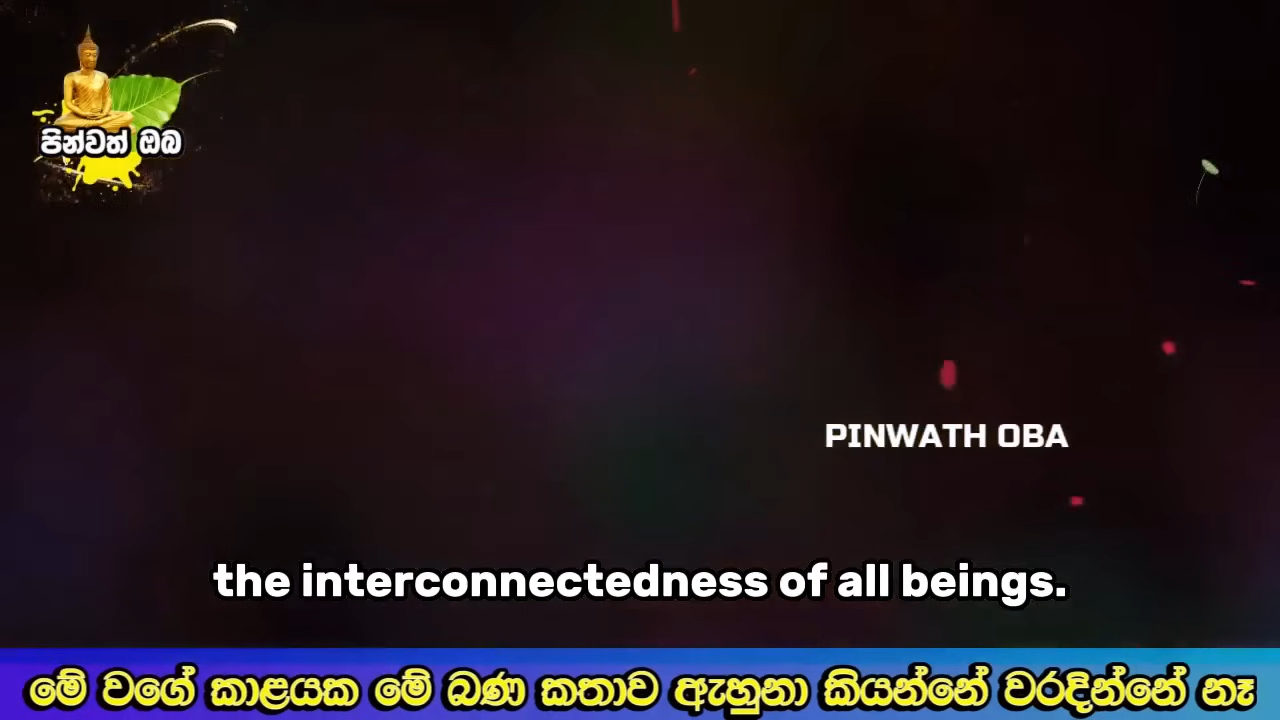 පින්වත් ඔබ
PINWATH OBA
the interconnectedness of all beings.
මේ වගේ කාළයක මේ බණ කතාව ඇහුනා කියන්නේ වරදින්නේ නෑ